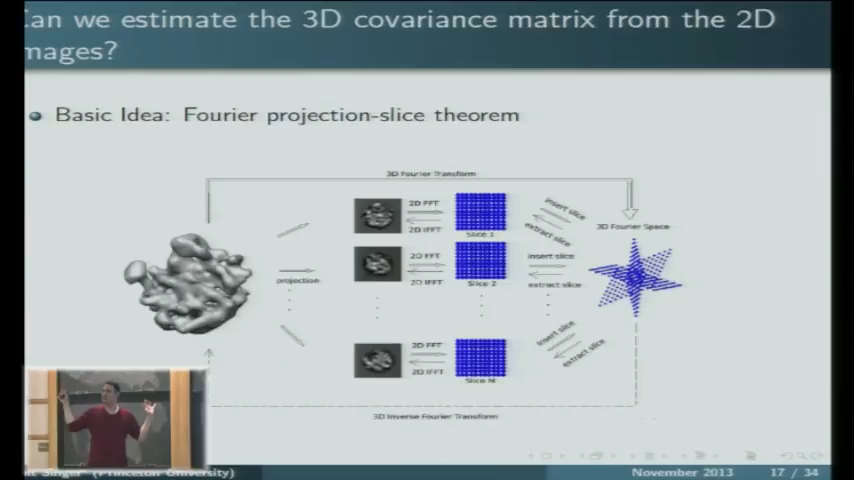 an we estimate the 3D covariance matrix from the 2D
mages?
Basic Idea: Fourier projection-slice theorem
3D Fourier Transform
2D FFT
2D IFFT
Slice 1
insert slice
extract slice
3D Fourier Space
projection
2D FFT
2D IFFT
Slice 2
insert slice
extract slice
2D FFT
2D IFFT
Slice N
insert slice
extract slice
3D Inverse Fourier Transform
Singer (Princeton University)
November 2013
17 / 34